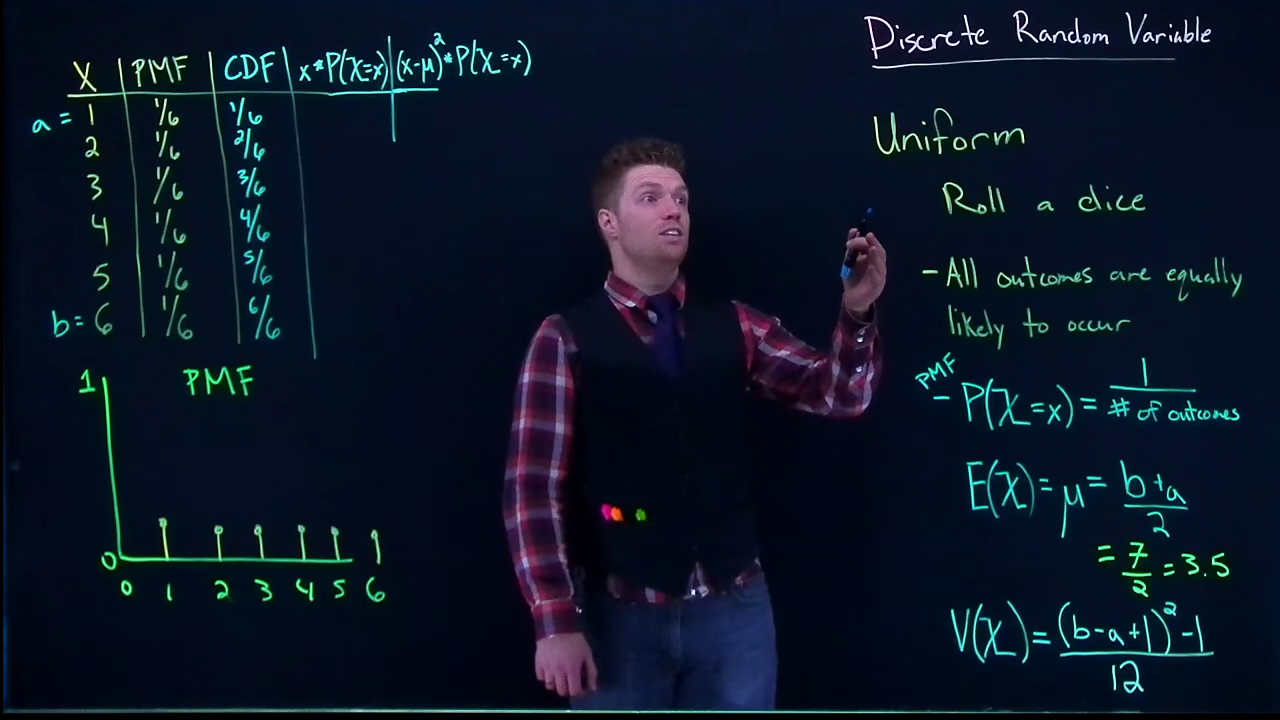 X | PMF | CDF | x*P(X=x) | (x-μ)²*P(X=x)
a = 1 | 1/6 | 1/6
2 | 1/6 | 2/6
3 | 1/6 | 3/6
4 | 1/6 | 4/6
5 | 1/6 | 5/6
b = 6 | 1/6 | 6/6
PMF
1
0
0 1 2 3 4 5 6
Discrete Random Variable
Uniform
Roll a dice
- All outcomes are equally
likely to occur
PMF
- P(X=x) = 1 / # of outcomes
E(X) = μ = b+a / 2
= 7/2 = 3.5
V(X) = (b-a+1)² -1 / 12